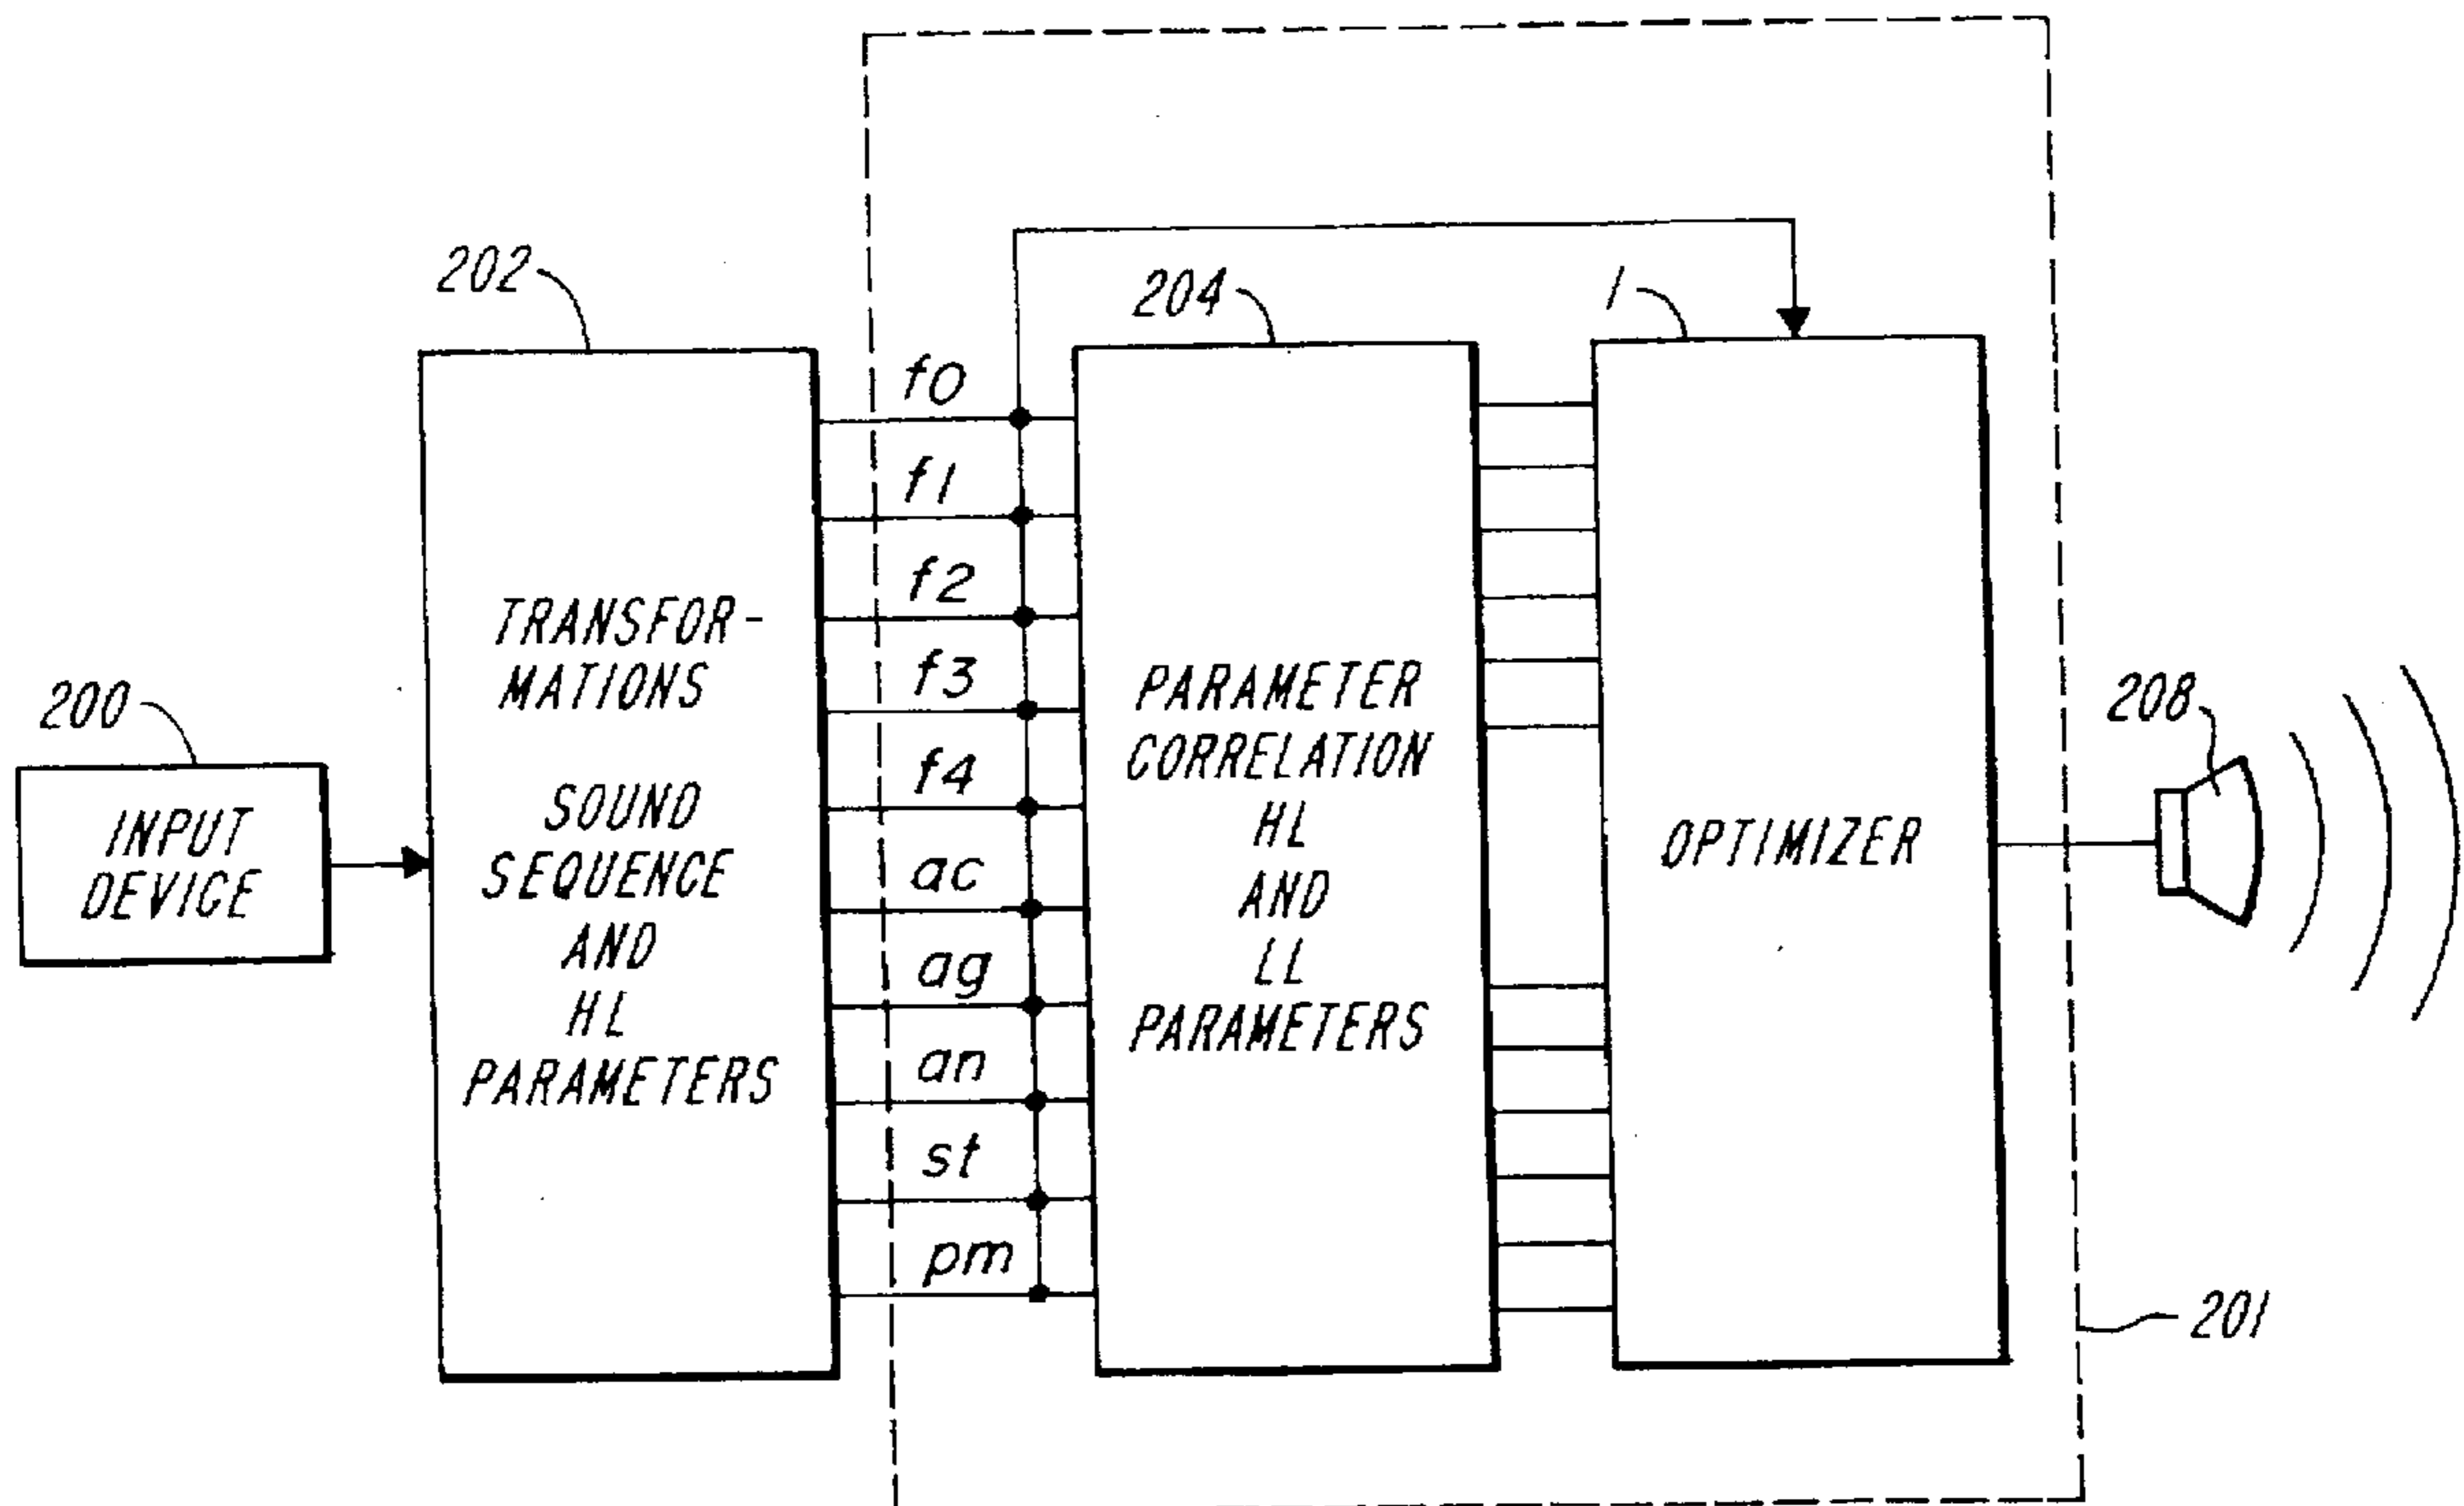 202
204
1
f0
f1
f2
f3
f4
ac
ag
an
st
pm
200
INPUT
DEVICE
TRANSFOR-
MATIONS
SOUND
SEQUENCE
AND
HL
PARAMETERS
PARAMETER
CORRELATION
HL
AND
LL
PARAMETERS
OPTIMIZER
208
201